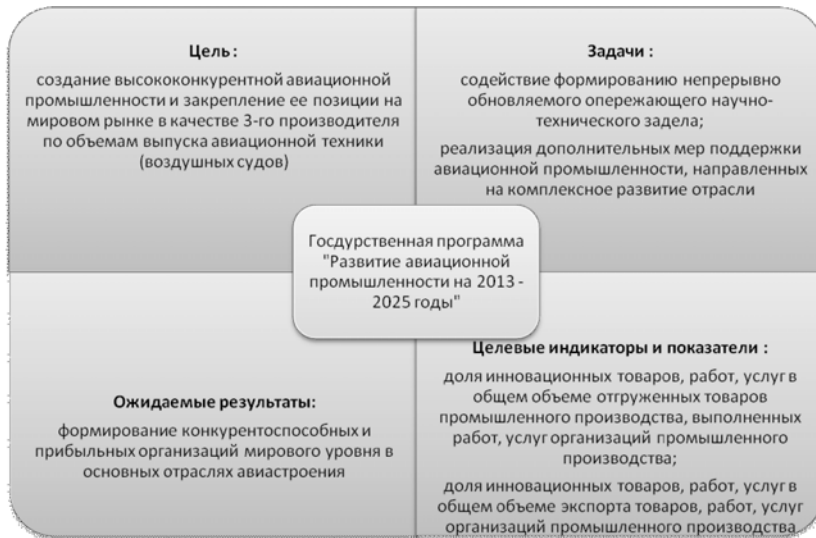 Цель :
создание высококонкурентной авиационной
промышленности и закрепление ее позиции на
мировом рынке в качестве 3-го производителя
по объемам выпуска авиационной техники
(воздушных судов)
Задачи :
содействие формированию непрерывно
обновляемого опережающего научно-
технического задела;
реализация дополнительных мер поддержки
авиационной промышленности, направленных
на комплексное развитие отрасли
Госдурственная программа
"Развитие авиационной
промышленности на 2013 -
2025 годы"
Ожидаемые результаты:
формирование конкурентоспособных и
прибыльных организаций мирового уровня в
основных отраслях авиастроения
Целевые индикаторы и показатели :
доля инновационных товаров, работ, услуг в
общем объеме отгруженных товаров
промышленного производства, выполненных
работ, услуг организаций промышленного
производства;
доля инновационных товаров, работ, услуг в
общем объеме экспорта товаров, работ, услуг
организаций промышленного производства